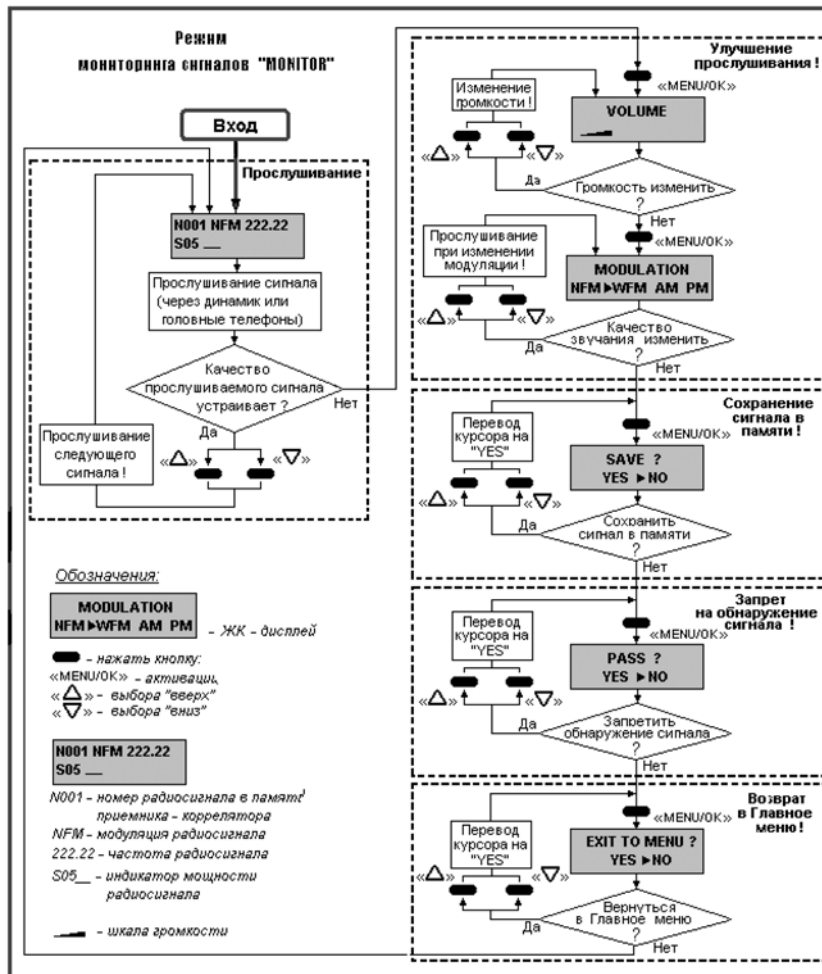 Режим
мониторинга сигналов "MONITOR"
Вход
Прослушивание
N001 NFM 222.22
S05 __
Прослушивание сигнала
(через динамик или
головные телефоны)
Качество
прослушиваемого сигнала
устраивает ?
Нет
Да
Прослушивание
следующего
сигнала !
«△»
«▽»
Обозначения:
MODULATION
NFM►WFM AM PM
- ЖК - дисплей
- нажать кнопку:
«MENU/OK» - активации,
«△» - выбора "вверх"
«▽» - выбора "вниз"
N001 NFM 222.22
S05 __
N001 - номер радиосигнала в памяти
приемника - коррелятора
NFM - модуляция радиосигнала
222.22 - частота радиосигнала
S05__ - индикатор мощности
радиосигнала
- шкала громкости
Улучшение
прослушивания !
«MENU/OK»
Изменение
громкости !
VOLUME
«△»
«▽»
Да
Громкость изменить
?
Нет
«MENU/OK»
Прослушивание
при изменении
модуляции !
MODULATION
NFM►WFM AM PM
«△»
«▽»
Да
Качество
звучания изменить
?
Нет
Сохранение
сигнала в
памяти !
«MENU/OK»
Перевод
курсора на
"YES"
SAVE ?
YES ►NO
«△»
«▽»
Да
Сохранить
сигнал в памяти
?
Нет
Запрет
на обнаружение
сигнала !
«MENU/OK»
Перевод
курсора на
"YES"
PASS ?
YES ►NO
«△»
«▽»
Да
Запретить
обнаружение сигнала
?
Нет
Возврат
в Главное
меню !
«MENU/OK»
Перевод
курсора на
"YES"
EXIT TO MENU ?
YES ►NO
«△»
«▽»
Да
Вернуться
в Главное меню
?
Нет